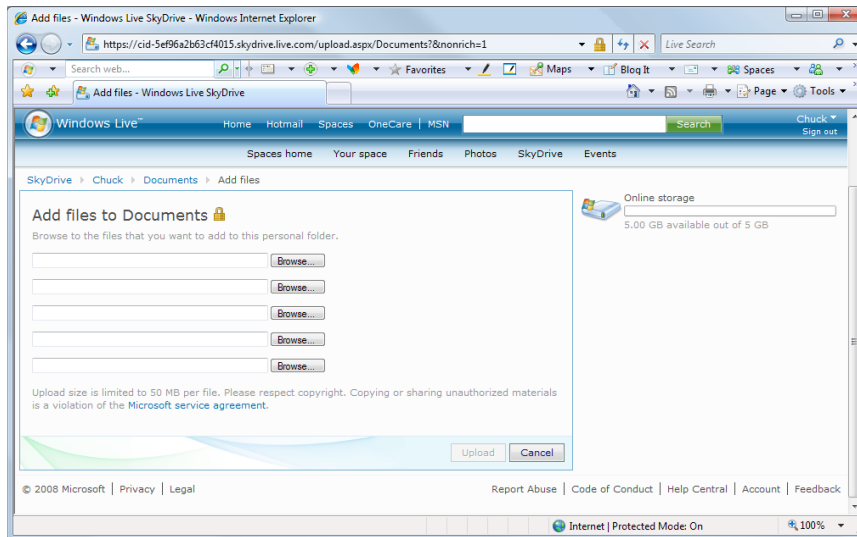 Add files - Windows Live SkyDrive - Windows Internet Explorer
https://cid-5ef96a2b63cf4015.skydrive.live.com/upload.aspx/Documents?&nonrich=1
Live Search
Search web...
Favorites
Maps
Blog It
Spaces
Add files - Windows Live SkyDrive
Page
Tools
Windows Live™
Home Hotmail Spaces OneCare | MSN
Search
Chuck
Sign out
Spaces home Your space Friends Photos SkyDrive Events
SkyDrive Chuck Documents Add files
Add files to Documents
Browse to the files that you want to add to this personal folder.
Browse...
Browse...
Browse...
Browse...
Browse...
Upload size is limited to 50 MB per file. Please respect copyright. Copying or sharing unauthorized materials
is a violation of the Microsoft service agreement.
Upload Cancel
Online storage
5.00 GB available out of 5 GB
© 2008 Microsoft | Privacy | Legal
Report Abuse | Code of Conduct | Help Central | Account | Feedback
Internet | Protected Mode: On
100%